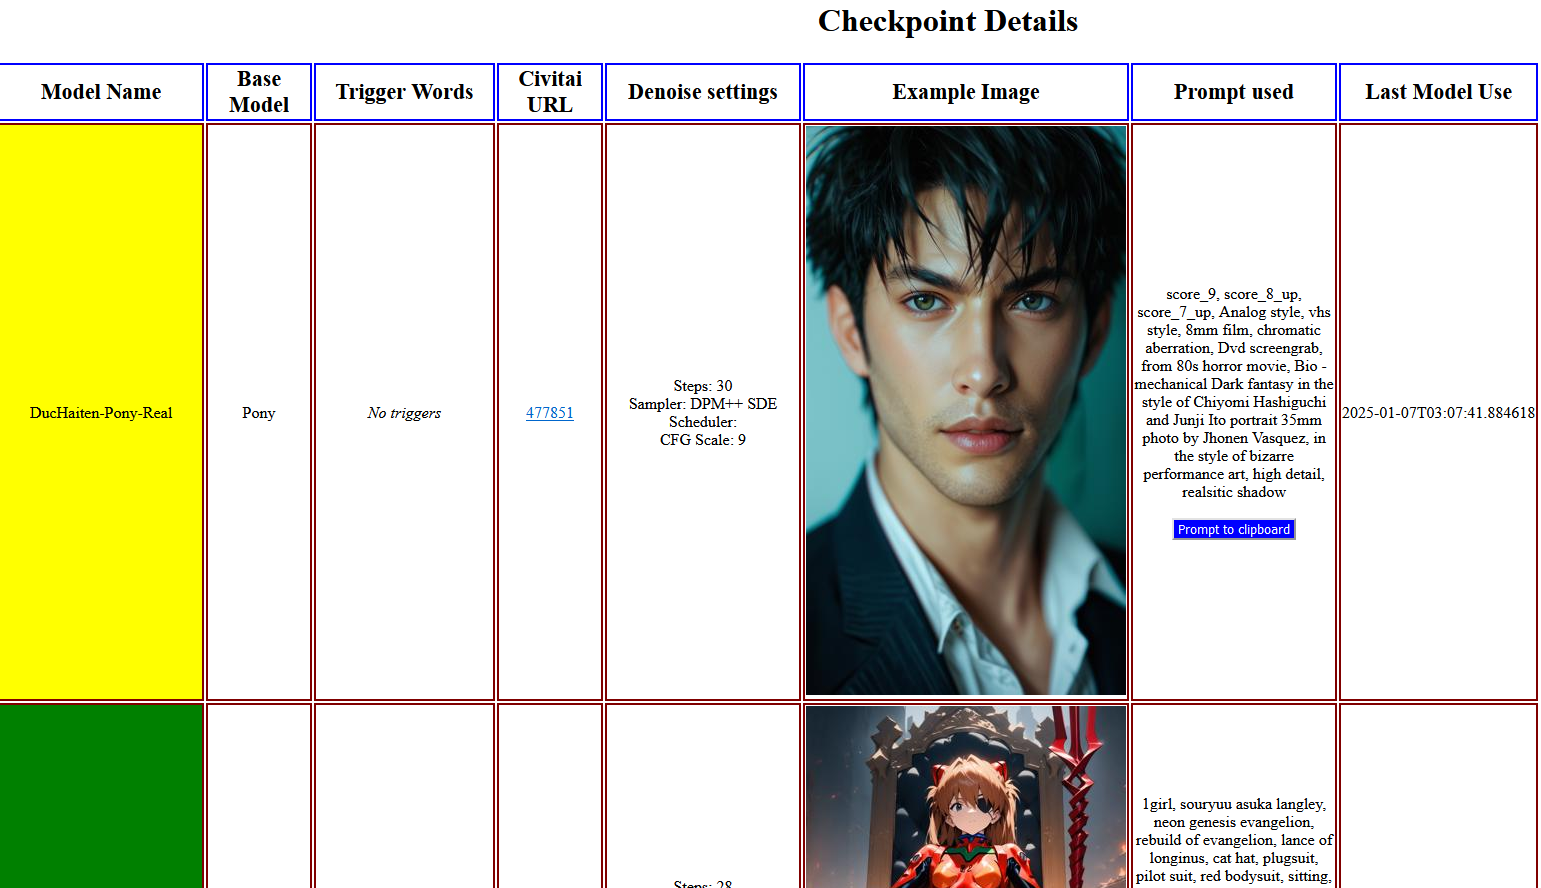 Checkpoint Details
Model Name
Base
Model
Trigger Words
Civitai
URL
Denoise settings
Example Image
Prompt used
Last Model Use
DucHaiten-Pony-Real
Pony
No triggers
477851
Steps: 30
Sampler: DPM++ SDE
Scheduler:
CFG Scale: 9
score_9, score_8_up,
score_7_up, Analog style, vhs
style, 8mm film, chromatic
aberration, Dvd screengrab,
from 80s horror movie, Bio -
mechanical Dark fantasy in the
style of Chiyomi Hashiguchi
and Junji Ito portrait 35mm
photo by Jhonen Vasquez, in
the style of bizarre
performance art, high detail,
realsitic shadow
Prompt to clipboard
2025-01-07T03:07:41.884618
Steps: 28
1girl, souryuu asuka langley,
neon genesis evangelion,
rebuild of evangelion, lance of
longinus, cat hat, plugsuit,
pilot suit, red bodysuit, sitting,